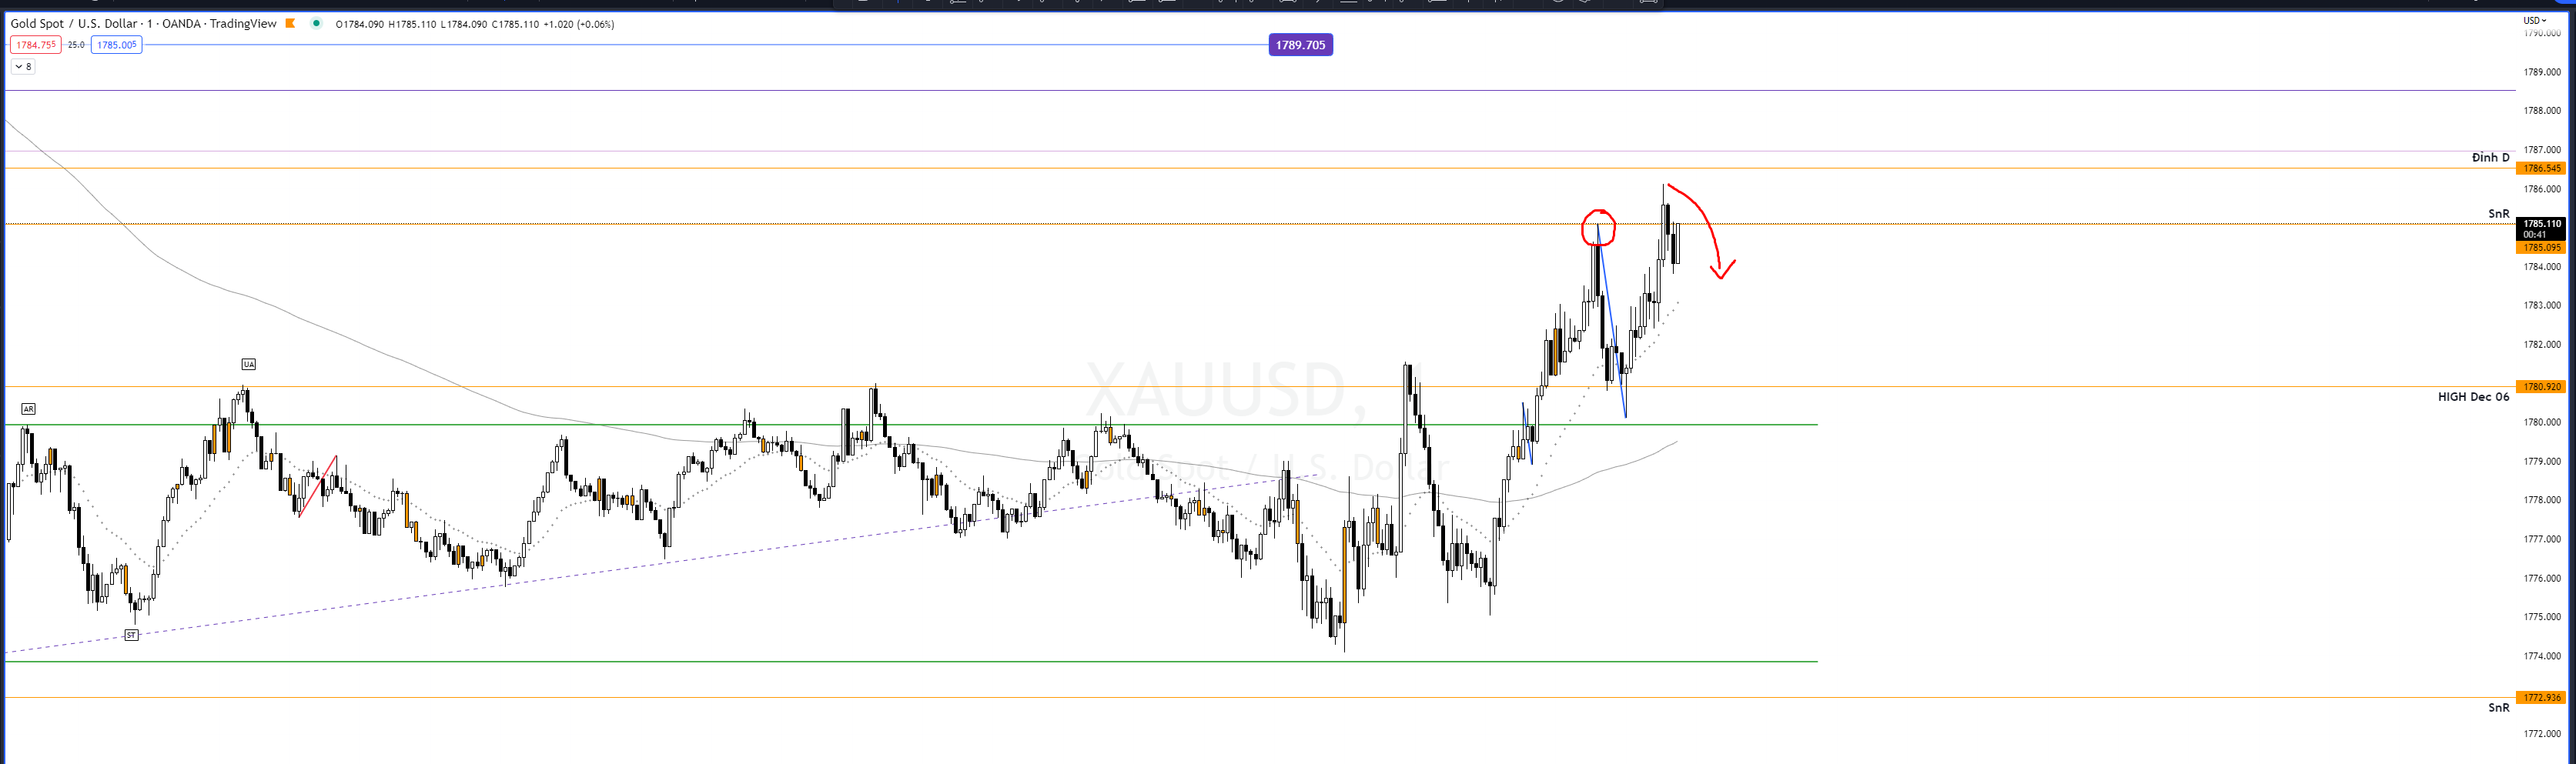 Gold Spot / U.S. Dollar · 1 · OANDA · TradingView O1784.090 H1785.110 L1784.090 C1785.110 +1.020 (+0.06%)
USD
1784.755 25.0 1785.005
1789.705
8
1790.000
1789.000
1788.000
1787.000
Đỉnh D
1786.545
1786.000
SnR
1785.110
00:41
1785.095
1784.000
1783.000
1782.000
UA
XAUUSD, 1
1780.920
HIGH Dec 06
AR
1780.000
1779.000
Gold Spot / U.S. Dollar
1778.000
1777.000
1776.000
1775.000
ST
1774.000
1772.936
SnR
1772.000